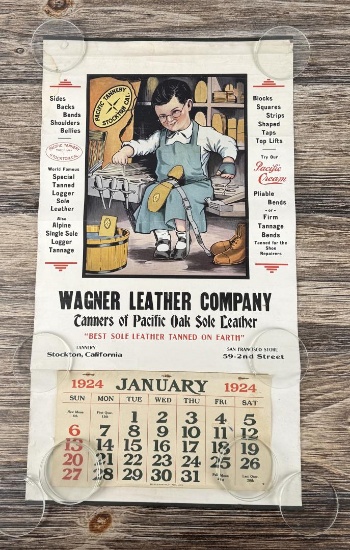 PACIFIC TANNERY
STOCKTON, CAL.
Sides
Backs
Bends
Shoulders
Bellies
PACIFIC TANNERY
STOCKTON, CAL.
World Famous
Special
Tanned
Logger
Sole
Leather
Also
Alpine
Single Sole
Logger
Tannage
Blocks
Squares
Strips
Shaped
Taps
Top Lifts
Try Our
Pacific
Cream
Pliable
Bends
-or-
Firm
Tannage
Bends
Tanned for the
Shoe
Repairers
WAGNER LEATHER COMPANY
Tanners of Pacific Oak Sole Leather
"BEST SOLE LEATHER TANNED ON EARTH"
TANNERY
Stockton, California
SAN FRANCISCO STORE
59-2nd Street
1924 JANUARY 1924
SUN MON TUE WED THU FRI SAT
1 2 3 4 5
6 7 8 9 10 11 12
13 14 15 16 17 18 19
20 21 22 23 24 25 26
27 28 29 30 31